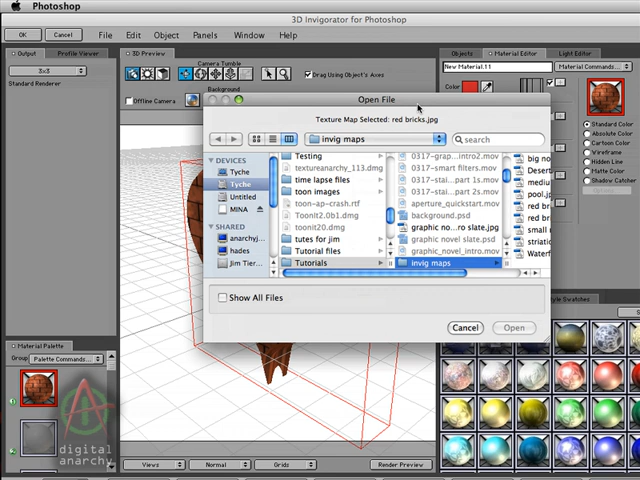 Photoshop
3D Invigorator for Photoshop
OK
Cancel
File
Edit
Object
Panels
Window
Help
Output
Profile Viewer
3D Preview
Objects
Material Editor
Light Editor
3x3
Standard Renderer
Camera Tumble
Drag Using Object's Axes
Offline Camera
Background
New Material.11
Material Commands...
Color
Standard Color
Absolute Color
Cartoon Color
Wireframe
Hidden Line
Matte Color
Shadow Catcher
Open File
Texture Map Selected: red bricks.jpg
invig maps
search
DEVICES
Tyche
Tyche
Untitled
MINA
SHARED
anarchyj...
hades
Jim Tier...
Testing
textureanarchy_113.dmg
time lapse files
toon images
toon-ap-crash.rtf
ToonIt2.0b1.dmg
toonit20.dmg
tutes for jim
Tutorial files
Tutorials
0317-grap...intro2.mov
0317-smart filters.mov
0317-stai...part 1s.mov
0317-stai...part 2s.mov
aperture_quickstart.mov
background.psd
graphic no...ro slate.jpg
graphic novel slate.psd
graphic_novel_intro.mov
invig maps
big no
Desert
mediu
pool.j
red br
red br
small r
striatio
Waterf
Show All Files
Cancel
Open
Style Swatches
Material Palette
Group
Palette Commands...
digital
anarchy
Views
Normal
Grids
Render Preview